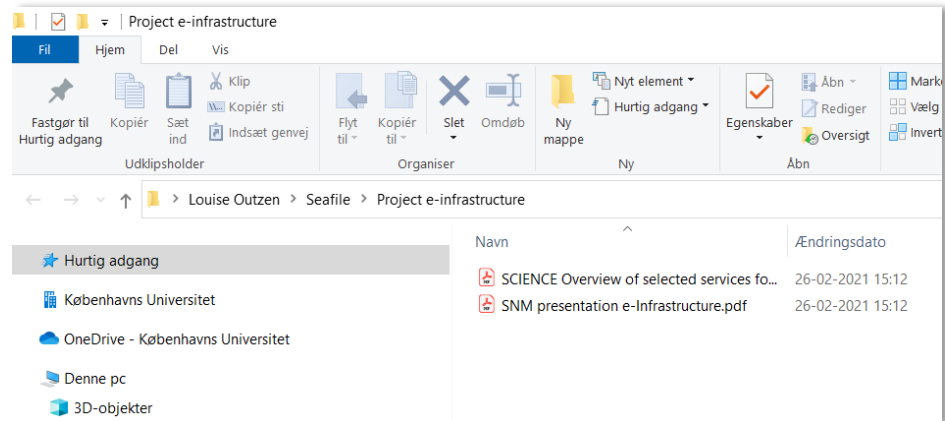 Project e-infrastructure
Fil Hjem Del Vis
Fastgør til Hurtig adgang
Kopiér
Sæt ind
Klip
Kopiér sti
Indsæt genvej
Udklipsholder
Flyt til
Kopiér til
Slet
Omdøb
Organiser
Ny mappe
Nyt element
Hurtig adgang
Ny
Egenskaber
Åbn
Rediger
Oversigt
Åbn
Marke
Vælg
Invert
Louise Outzen > Seafile > Project e-infrastructure
Navn Ændringsdato
Hurtig adgang
Københavns Universitet
OneDrive - Københavns Universitet
Denne pc
3D-objekter
SCIENCE Overview of selected services fo... 26-02-2021 15:12
SNM presentation e-Infrastructure.pdf 26-02-2021 15:12